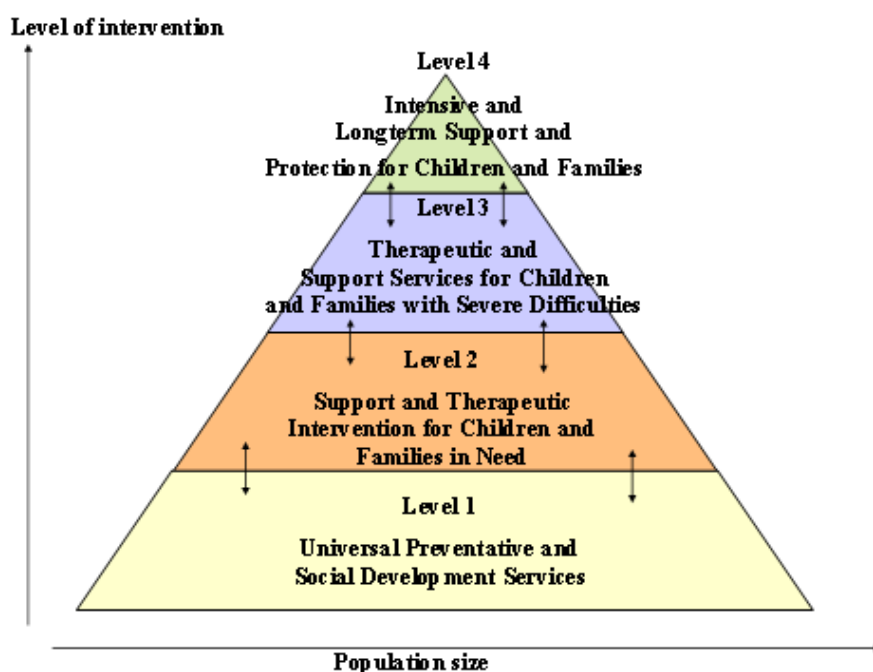 Level of intervention
Level 4
Intensive and
Longterm Support and
Protection for Children and Families
Level 3
Therapeutic and
Support Services for Children
and Families with Severe Difficulties
Level 2
Support and Therapeutic
Intervention for Children and
Families in Need
Level 1
Universal Preventative and
Social Development Services
Population size